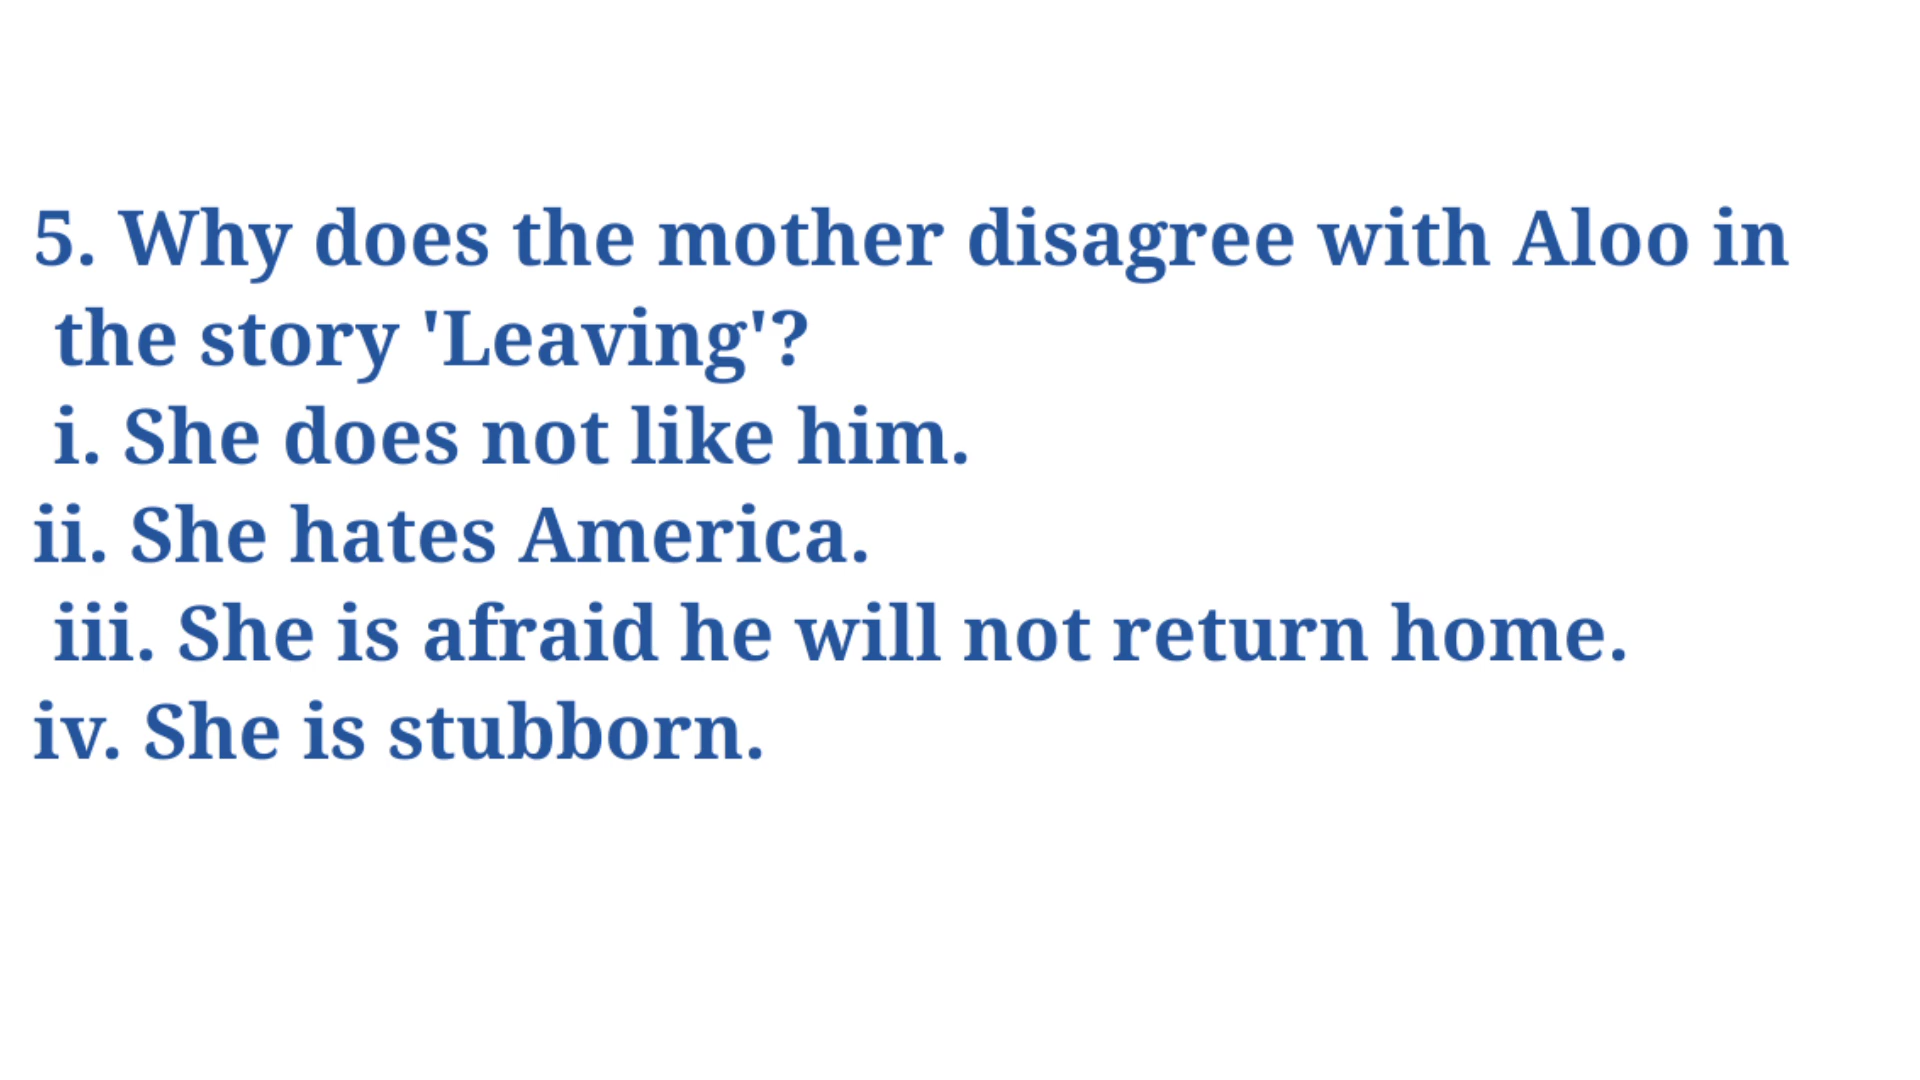 5. Why does the mother disagree with Aloo in
the story 'Leaving'?
i. She does not like him.
ii. She hates America.
iii. She is afraid he will not return home.
iv. She is stubborn.